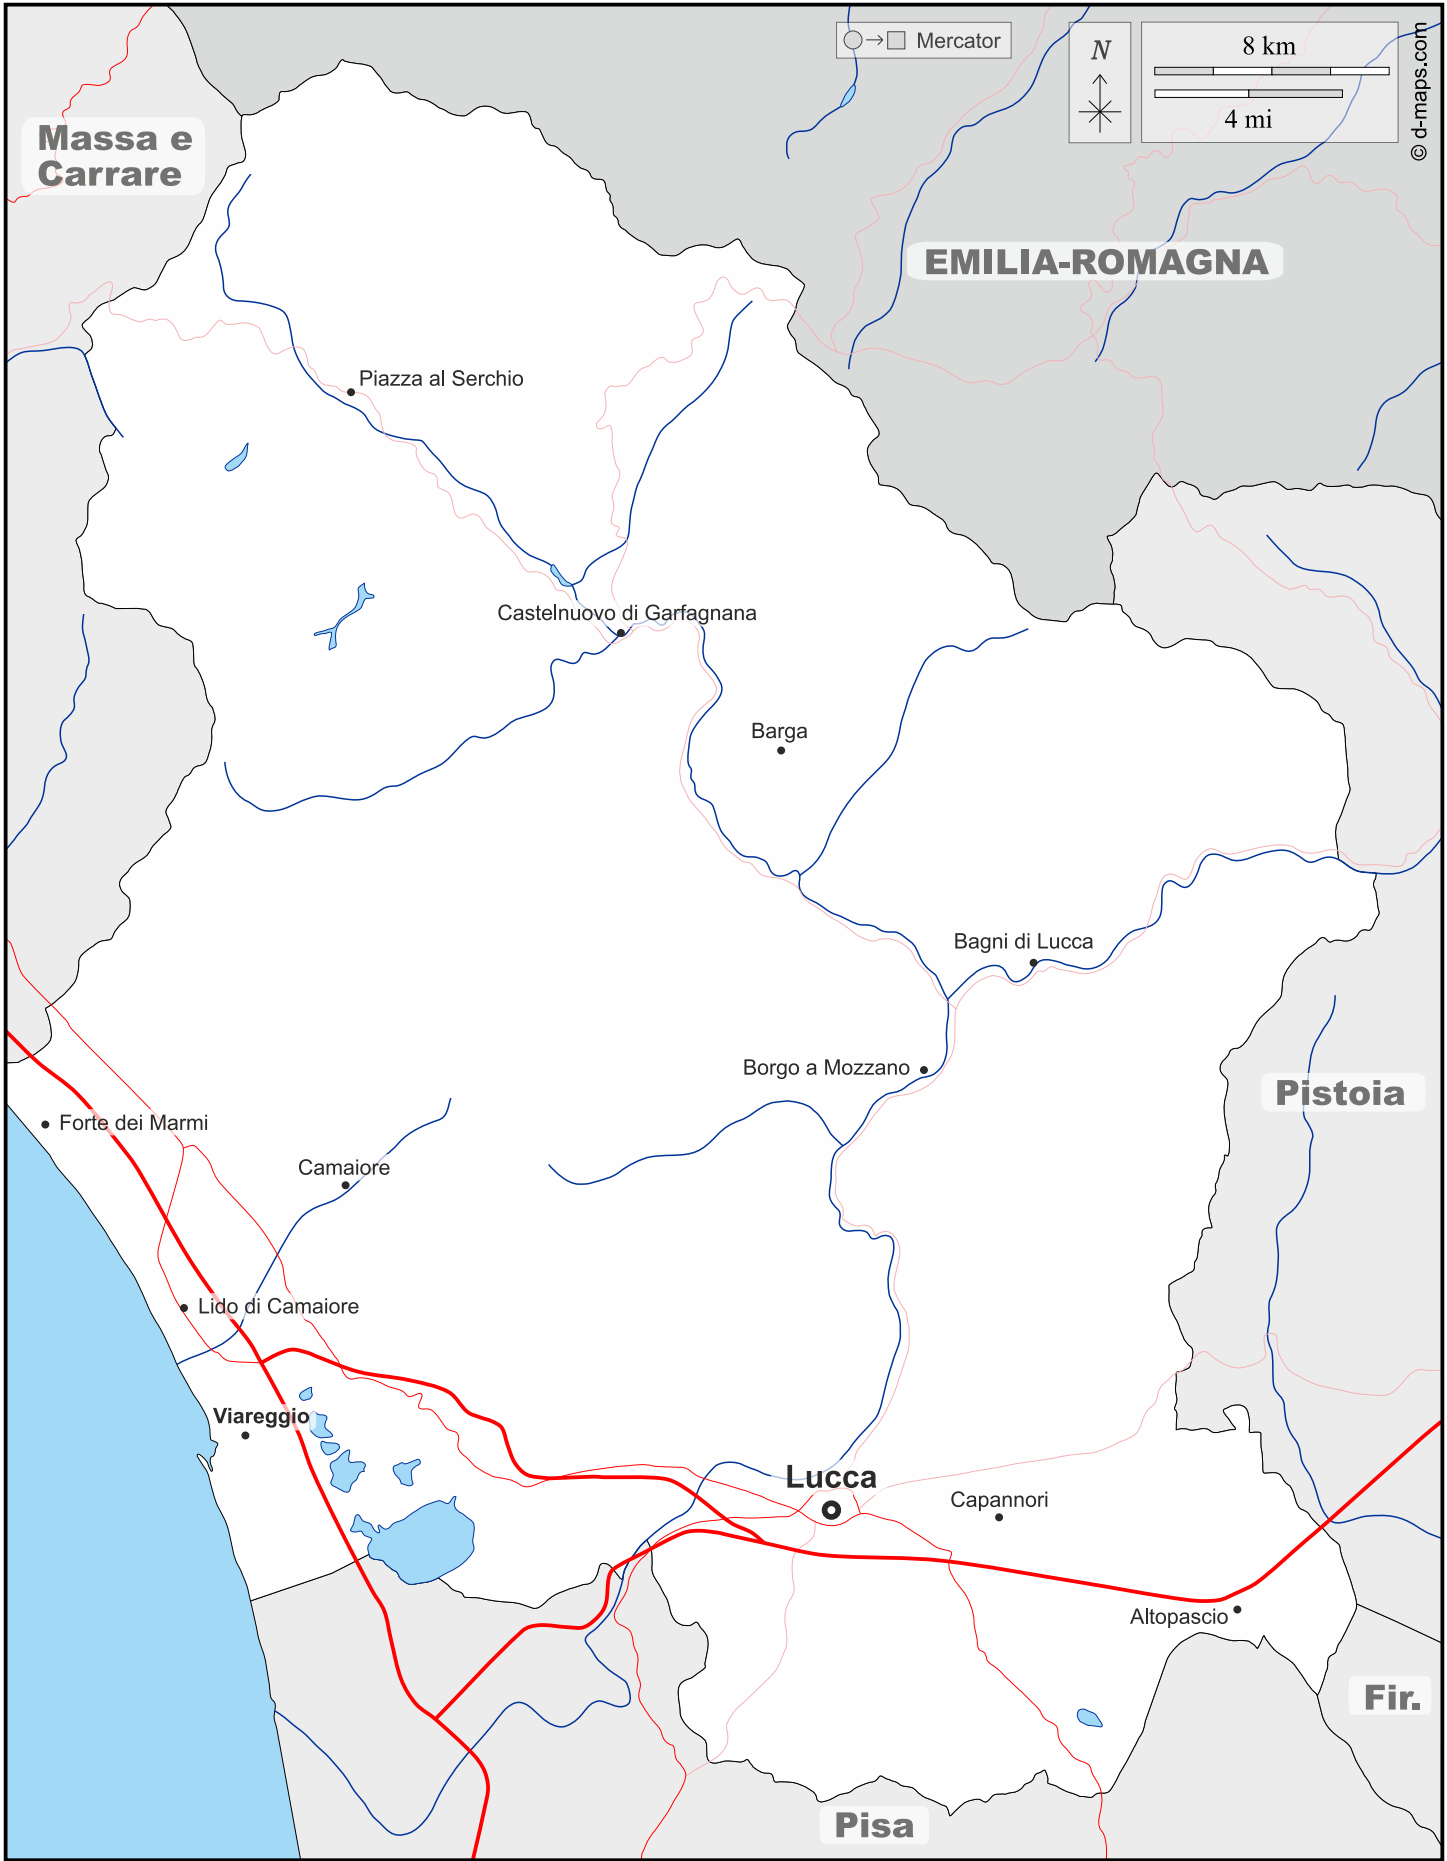 Mercator
N
8 km
4 mi
© d-maps.com
Massa e
Carrare
EMILIA-ROMAGNA
Piazza al Serchio
Castelnuovo di Garfagnana
Barga
Bagni di Lucca
Borgo a Mozzano
Pistoia
Forte dei Marmi
Camaiore
Lido di Camaiore
Viareggio
Lucca
Capannori
Altopascio
Fir.
Pisa